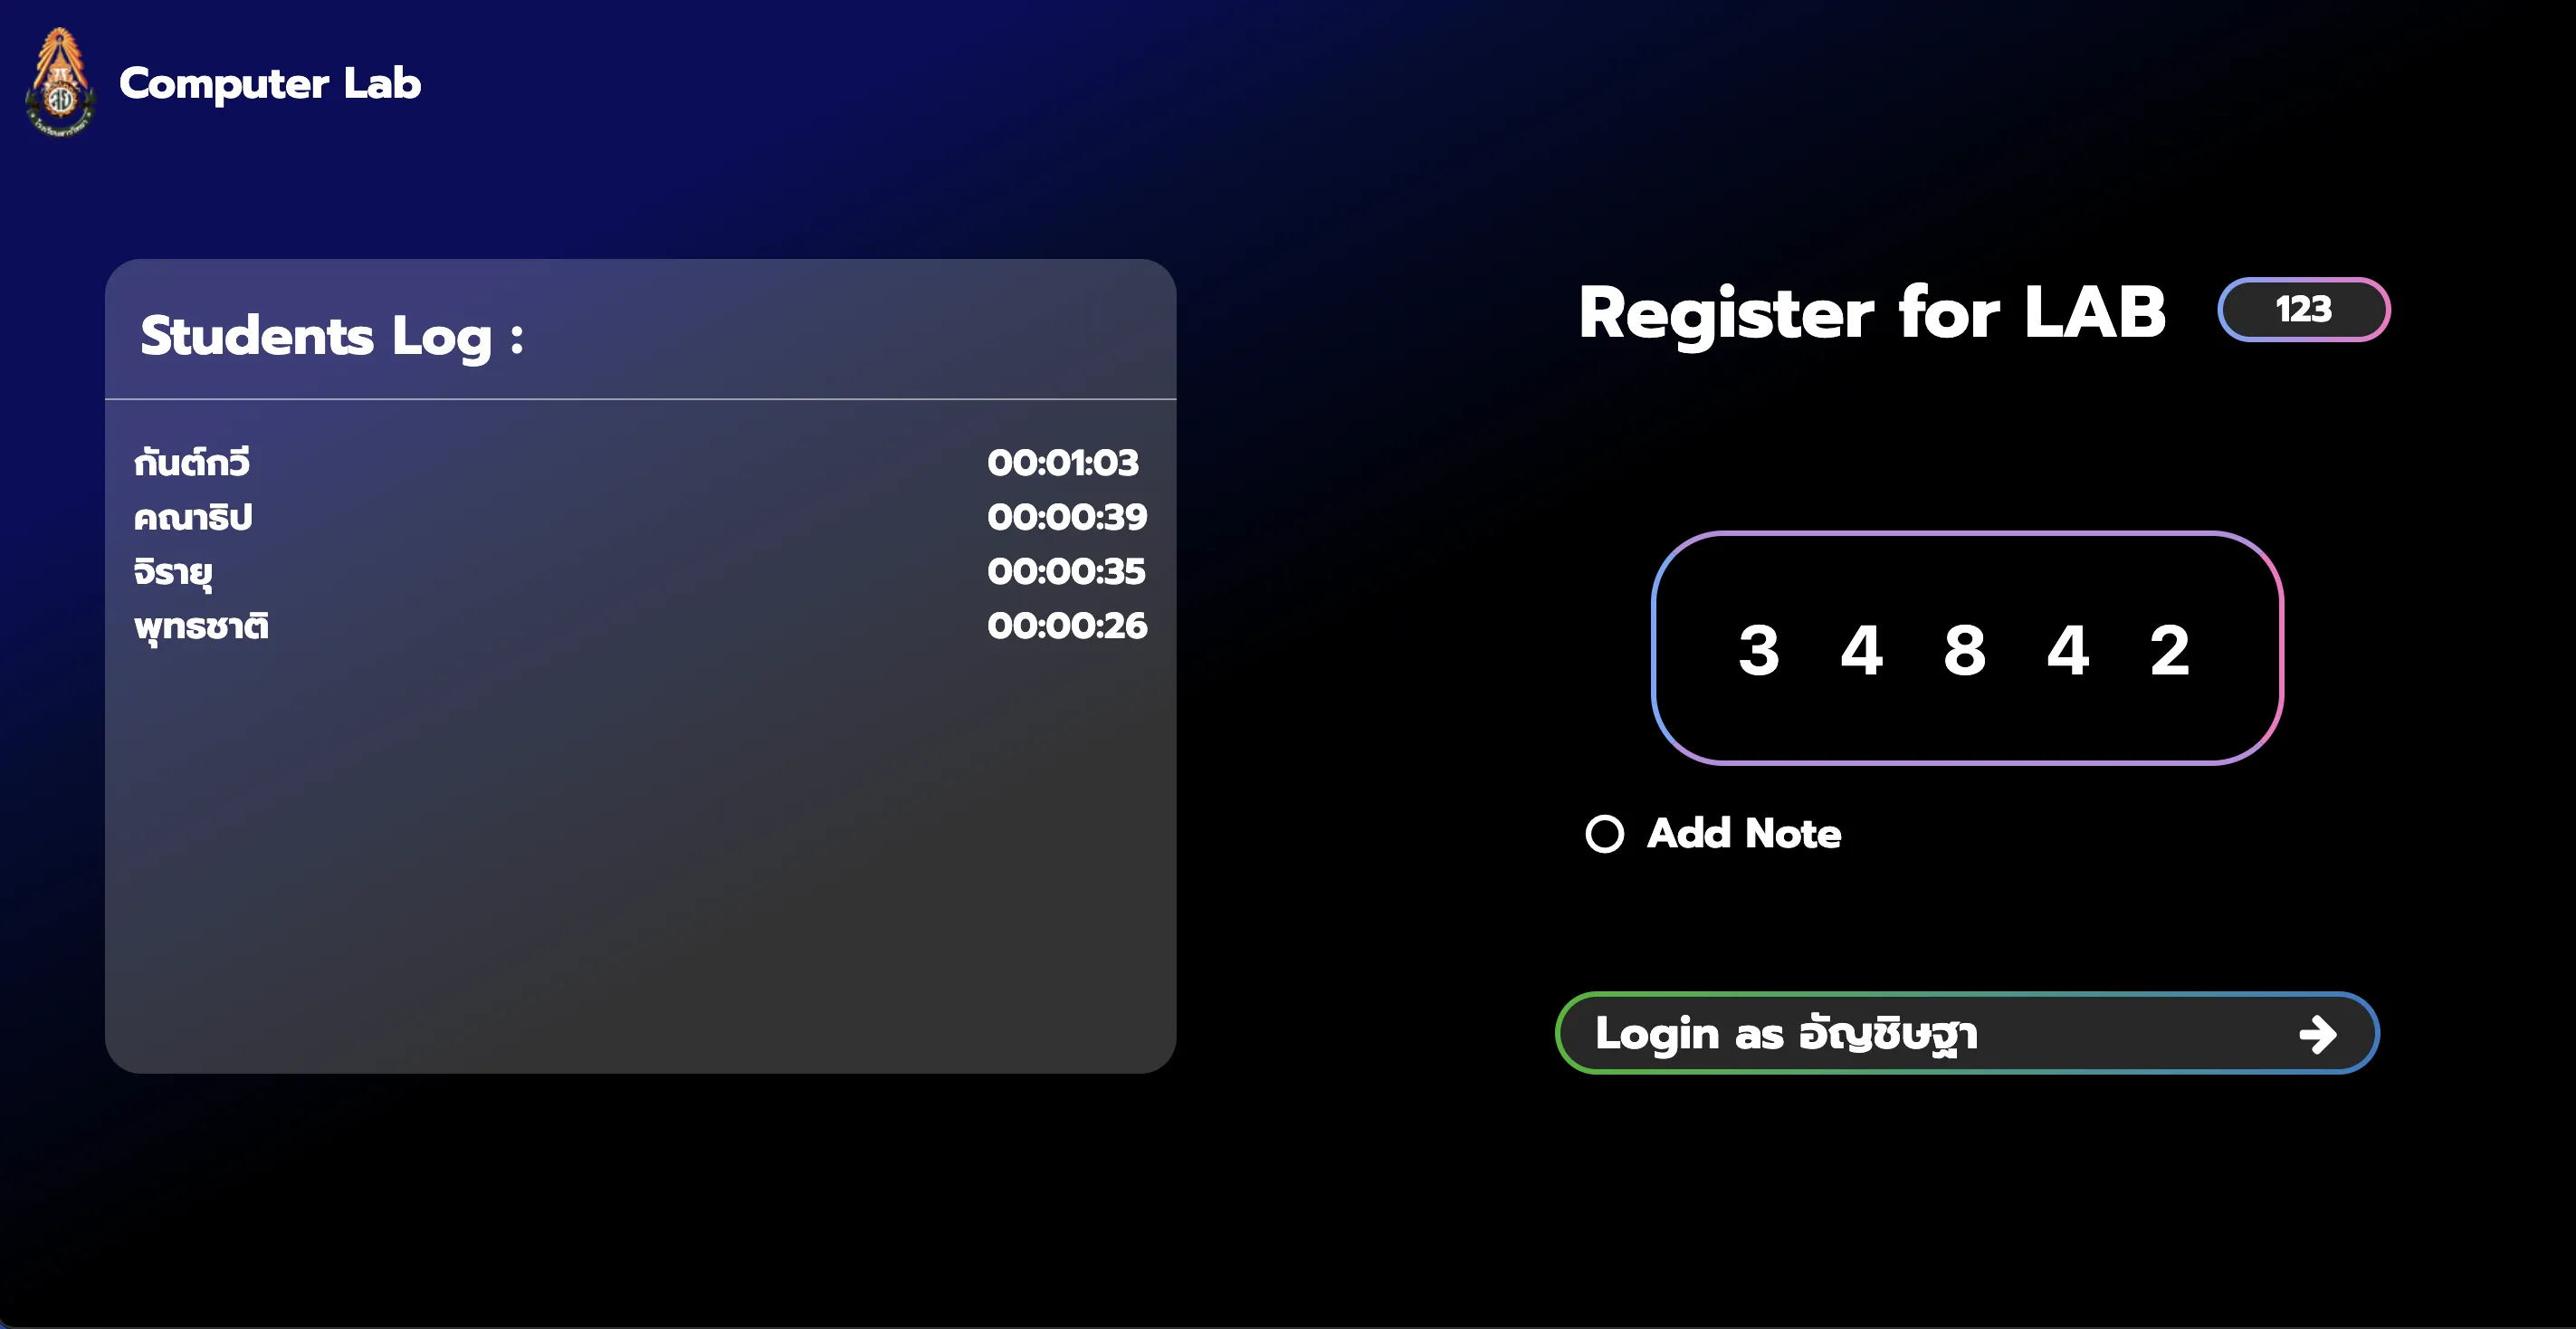 Computer Lab
Students Log :
กันต์กวี 00:01:03
คณาธิป 00:00:39
จิรายุ 00:00:35
พุทธชาติ 00:00:26
Register for LAB 123
3 4 8 4 2
Add Note
Login as อัญชิษฐา